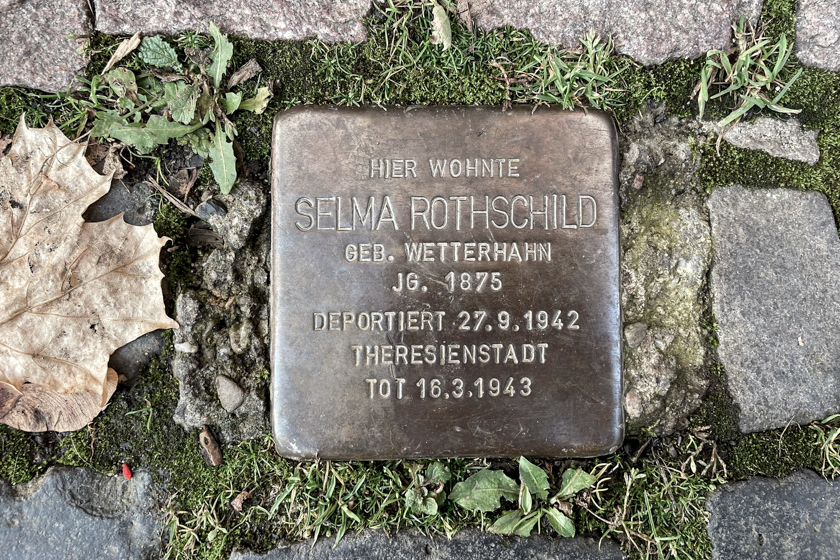 HIER WOHNTE
SELMA ROTHSCHILD
GEB. WETTERHAHN
JG. 1875
DEPORTIERT 27.9.1942
THERESIENSTADT
TOT 16.3.1943